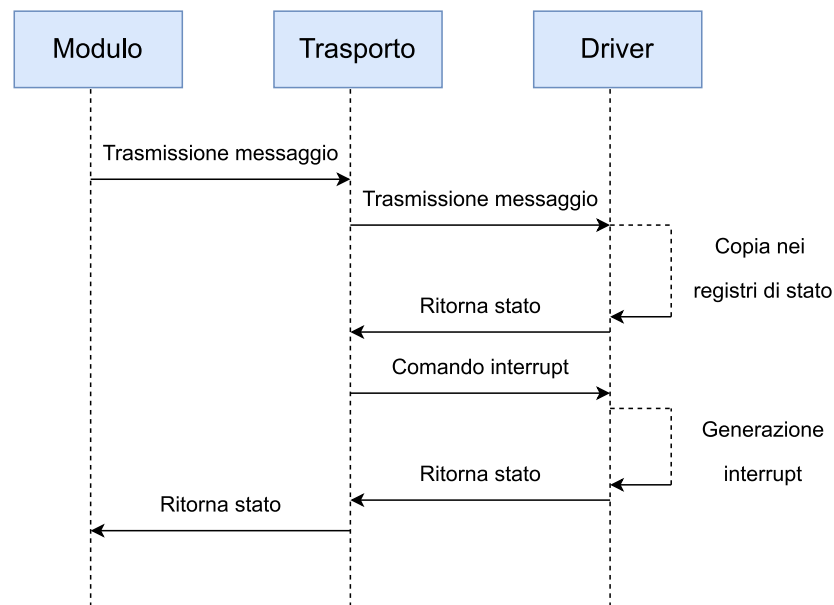 Modulo
Trasporto
Driver
Trasmissione messaggio
Trasmissione messaggio
Copia nei
registri di stato
Ritorna stato
Comando interrupt
Generazione
interrupt
Ritorna stato
Ritorna stato